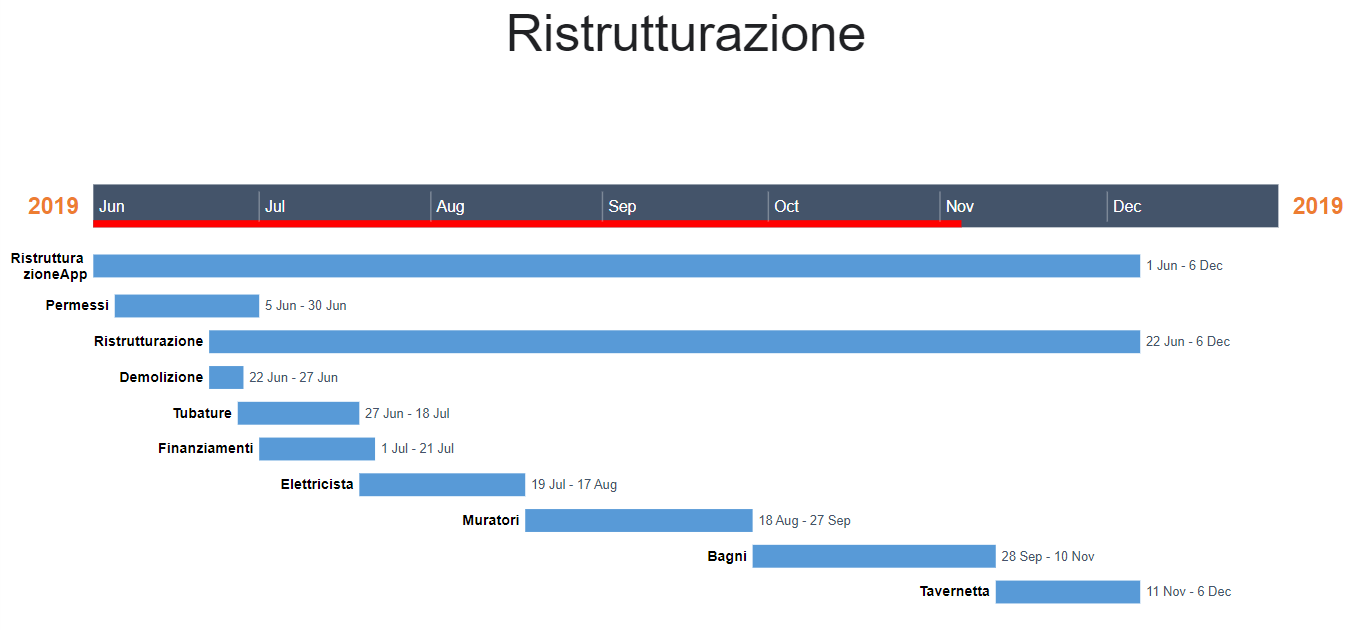 Ristrutturazione
2019 Jun Jul Aug Sep Oct Nov Dec 2019
Ristruttura
zioneApp 1 Jun - 6 Dec
Permessi 5 Jun - 30 Jun
Ristrutturazione 22 Jun - 6 Dec
Demolizione 22 Jun - 27 Jun
Tubature 27 Jun - 18 Jul
Finanziamenti 1 Jul - 21 Jul
Elettricista 19 Jul - 17 Aug
Muratori 18 Aug - 27 Sep
Bagni 28 Sep - 10 Nov
Tavernetta 11 Nov - 6 Dec